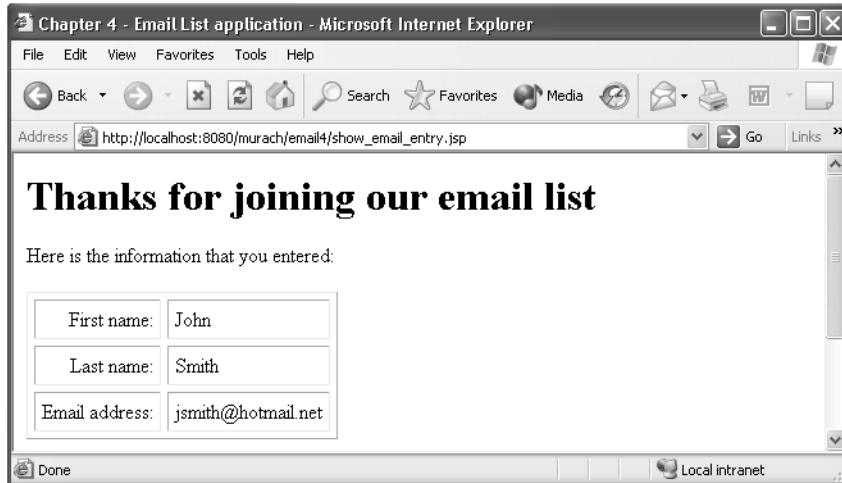 Chapter 4 - Email List application - Microsoft Internet Explorer
File Edit View Favorites Tools Help
Back Search Favorites Media
Address http://localhost:8080/murach/email4/show_email_entry.jsp Go Links »
Thanks for joining our email list
Here is the information that you entered:
First name: John
Last name: Smith
Email address: jsmith@hotmail.net
Done Local intranet